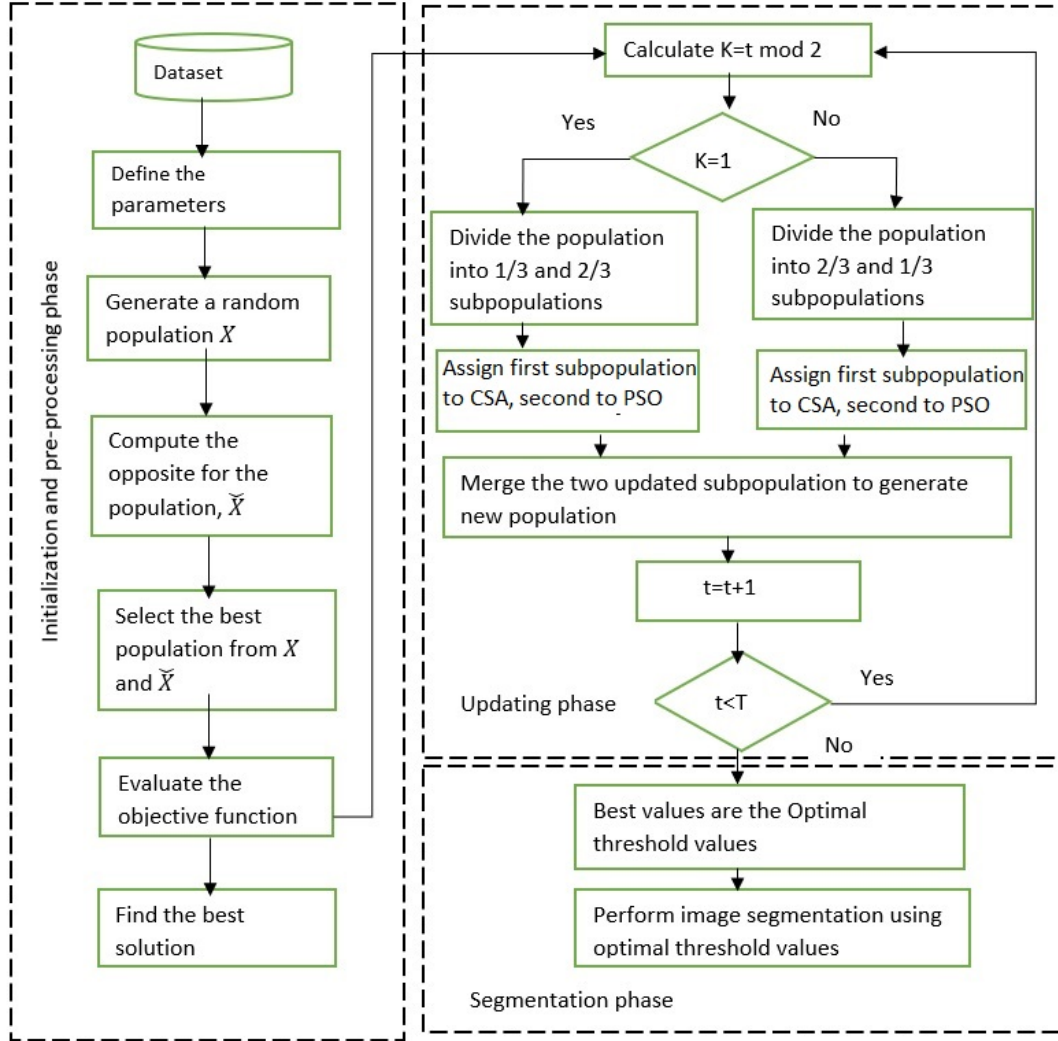 Dataset
Define the
parameters
Generate a random
population X
Compute the
opposite for the
population, X̆
Select the best
population from X
and X̆
Evaluate the
objective function
Find the best
solution
Initialization and pre-processing phase
Calculate K=t mod 2
Yes
No
K=1
Divide the population
into 1/3 and 2/3
subpopulations
Divide the population
into 2/3 and 1/3
subpopulations
Assign first subpopulation
to CSA, second to PSO
Assign first subpopulation
to CSA, second to PSO
Merge the two updated subpopulation to generate
new population
t=t+1
t<T
Yes
Updating phase
No
Best values are the Optimal
threshold values
Perform image segmentation using
optimal threshold values
Segmentation phase